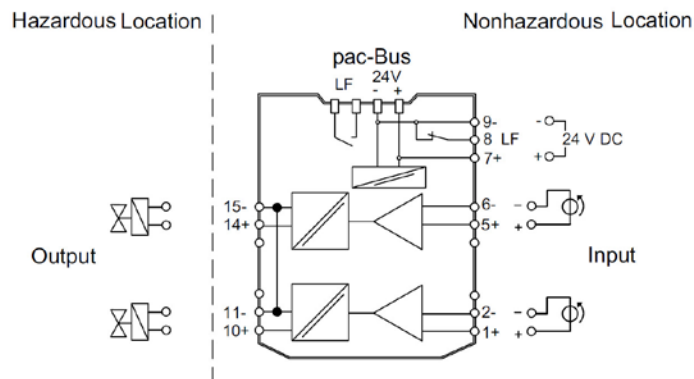 Hazardous Location
Nonhazardous Location
pac-Bus
LF 24V
- +
9-
8 LF
7+
-
24 V DC
+
15-
14+
6-
5+
-
+
Output
Input
11-
10+
2-
1+
-
+